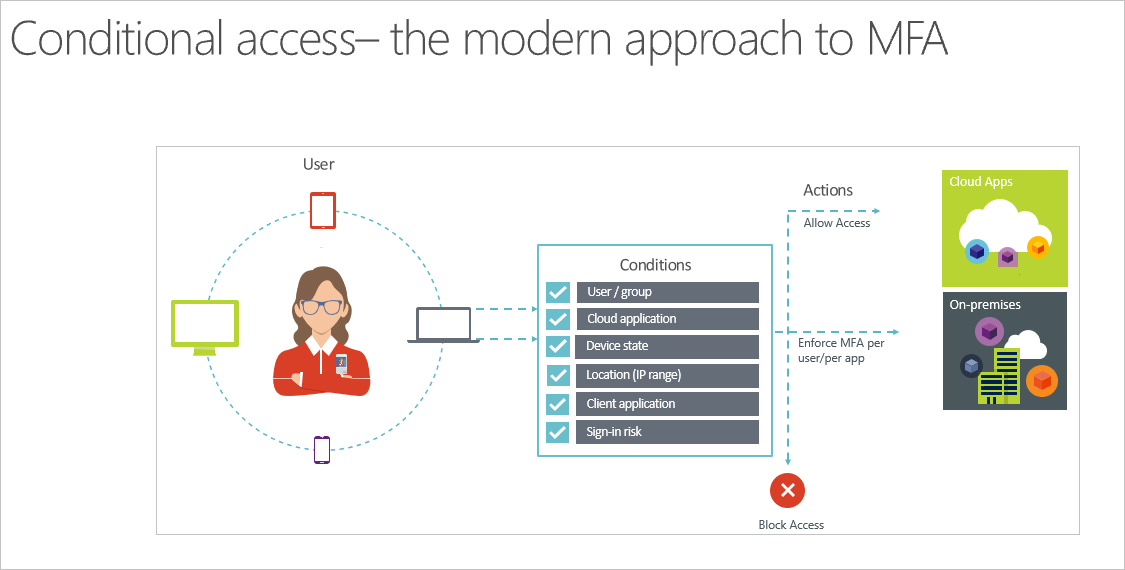 Conditional access– the modern approach to MFA
User
Conditions
User / group
Cloud application
Device state
Location (IP range)
Client application
Sign-in risk
Actions
Allow Access
Enforce MFA per
user/per app
Block Access
Cloud Apps
On-premises